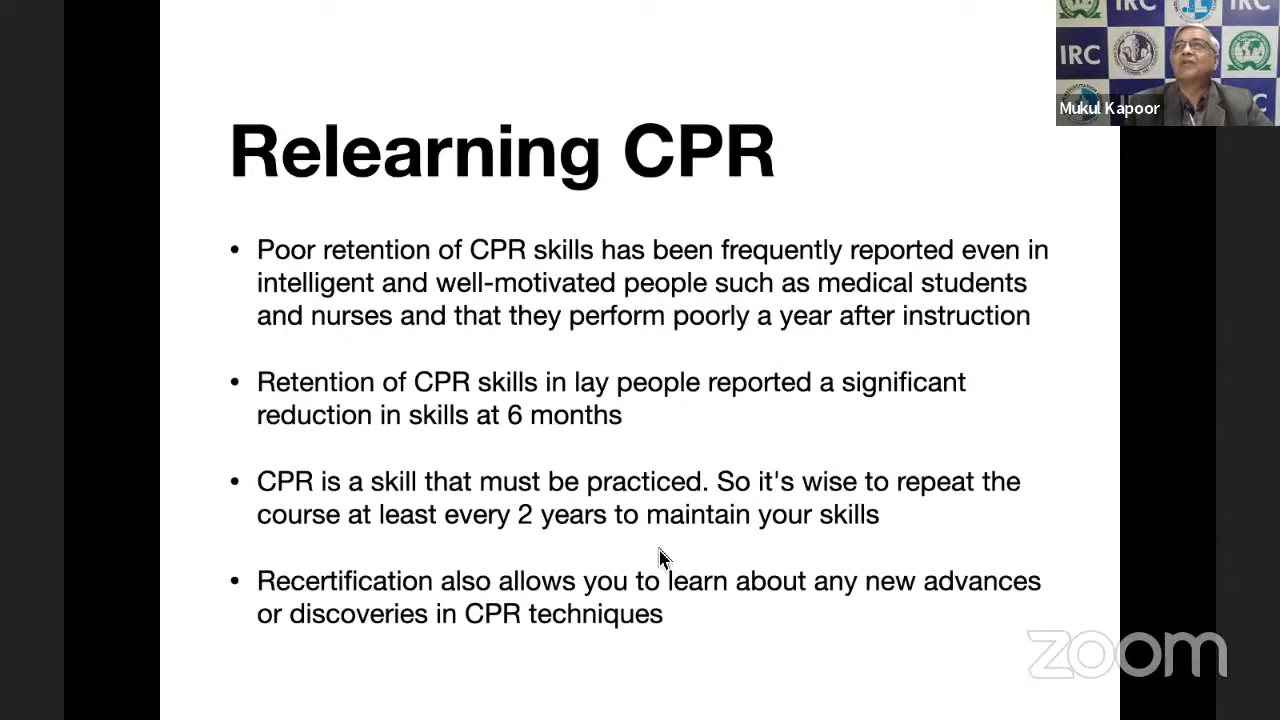 IRC
IRC
Relearning CPR
IRC
C
Mukul Kapoor
• Poor retention of CPR skills has been frequently reported even in
intelligent and well-motivated people such as medical students
and nurses and that they perform poorly a year after instruction
• Retention of CPR skills in lay people reported a significant
reduction in skills at 6 months
• CPR is a skill that must be practiced. So it's wise to repeat the
course at least every 2 years to maintain your skills
• Recertification also allows you to learn about any new advances
or discoveries in CPR techniques
zoom